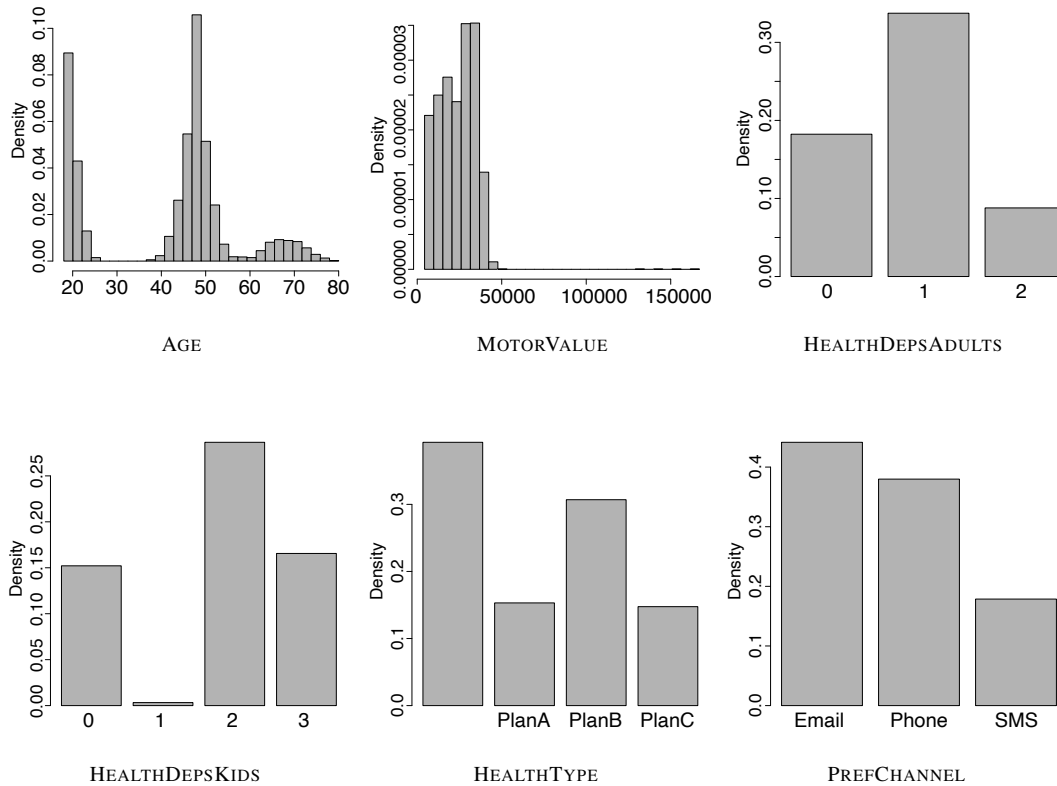 Density
0.00 0.02 0.04 0.06 0.08 0.10
20 30 40 50 60 70 80
AGE
Density
0.00000 0.00001 0.00002 0.00003
0 50000 100000 150000
MOTORVALUE
Density
0.00 0.10 0.20 0.30
0 1 2
HEALTHDEPSADULTS
Density
0.00 0.05 0.10 0.15 0.20 0.25
0 1 2 3
HEALTHDEPSKIDS
Density
0.0 0.1 0.2 0.3
PlanA PlanB PlanC
HEALTHTYPE
Density
0.0 0.1 0.2 0.3 0.4
Email Phone SMS
PREFCHANNEL